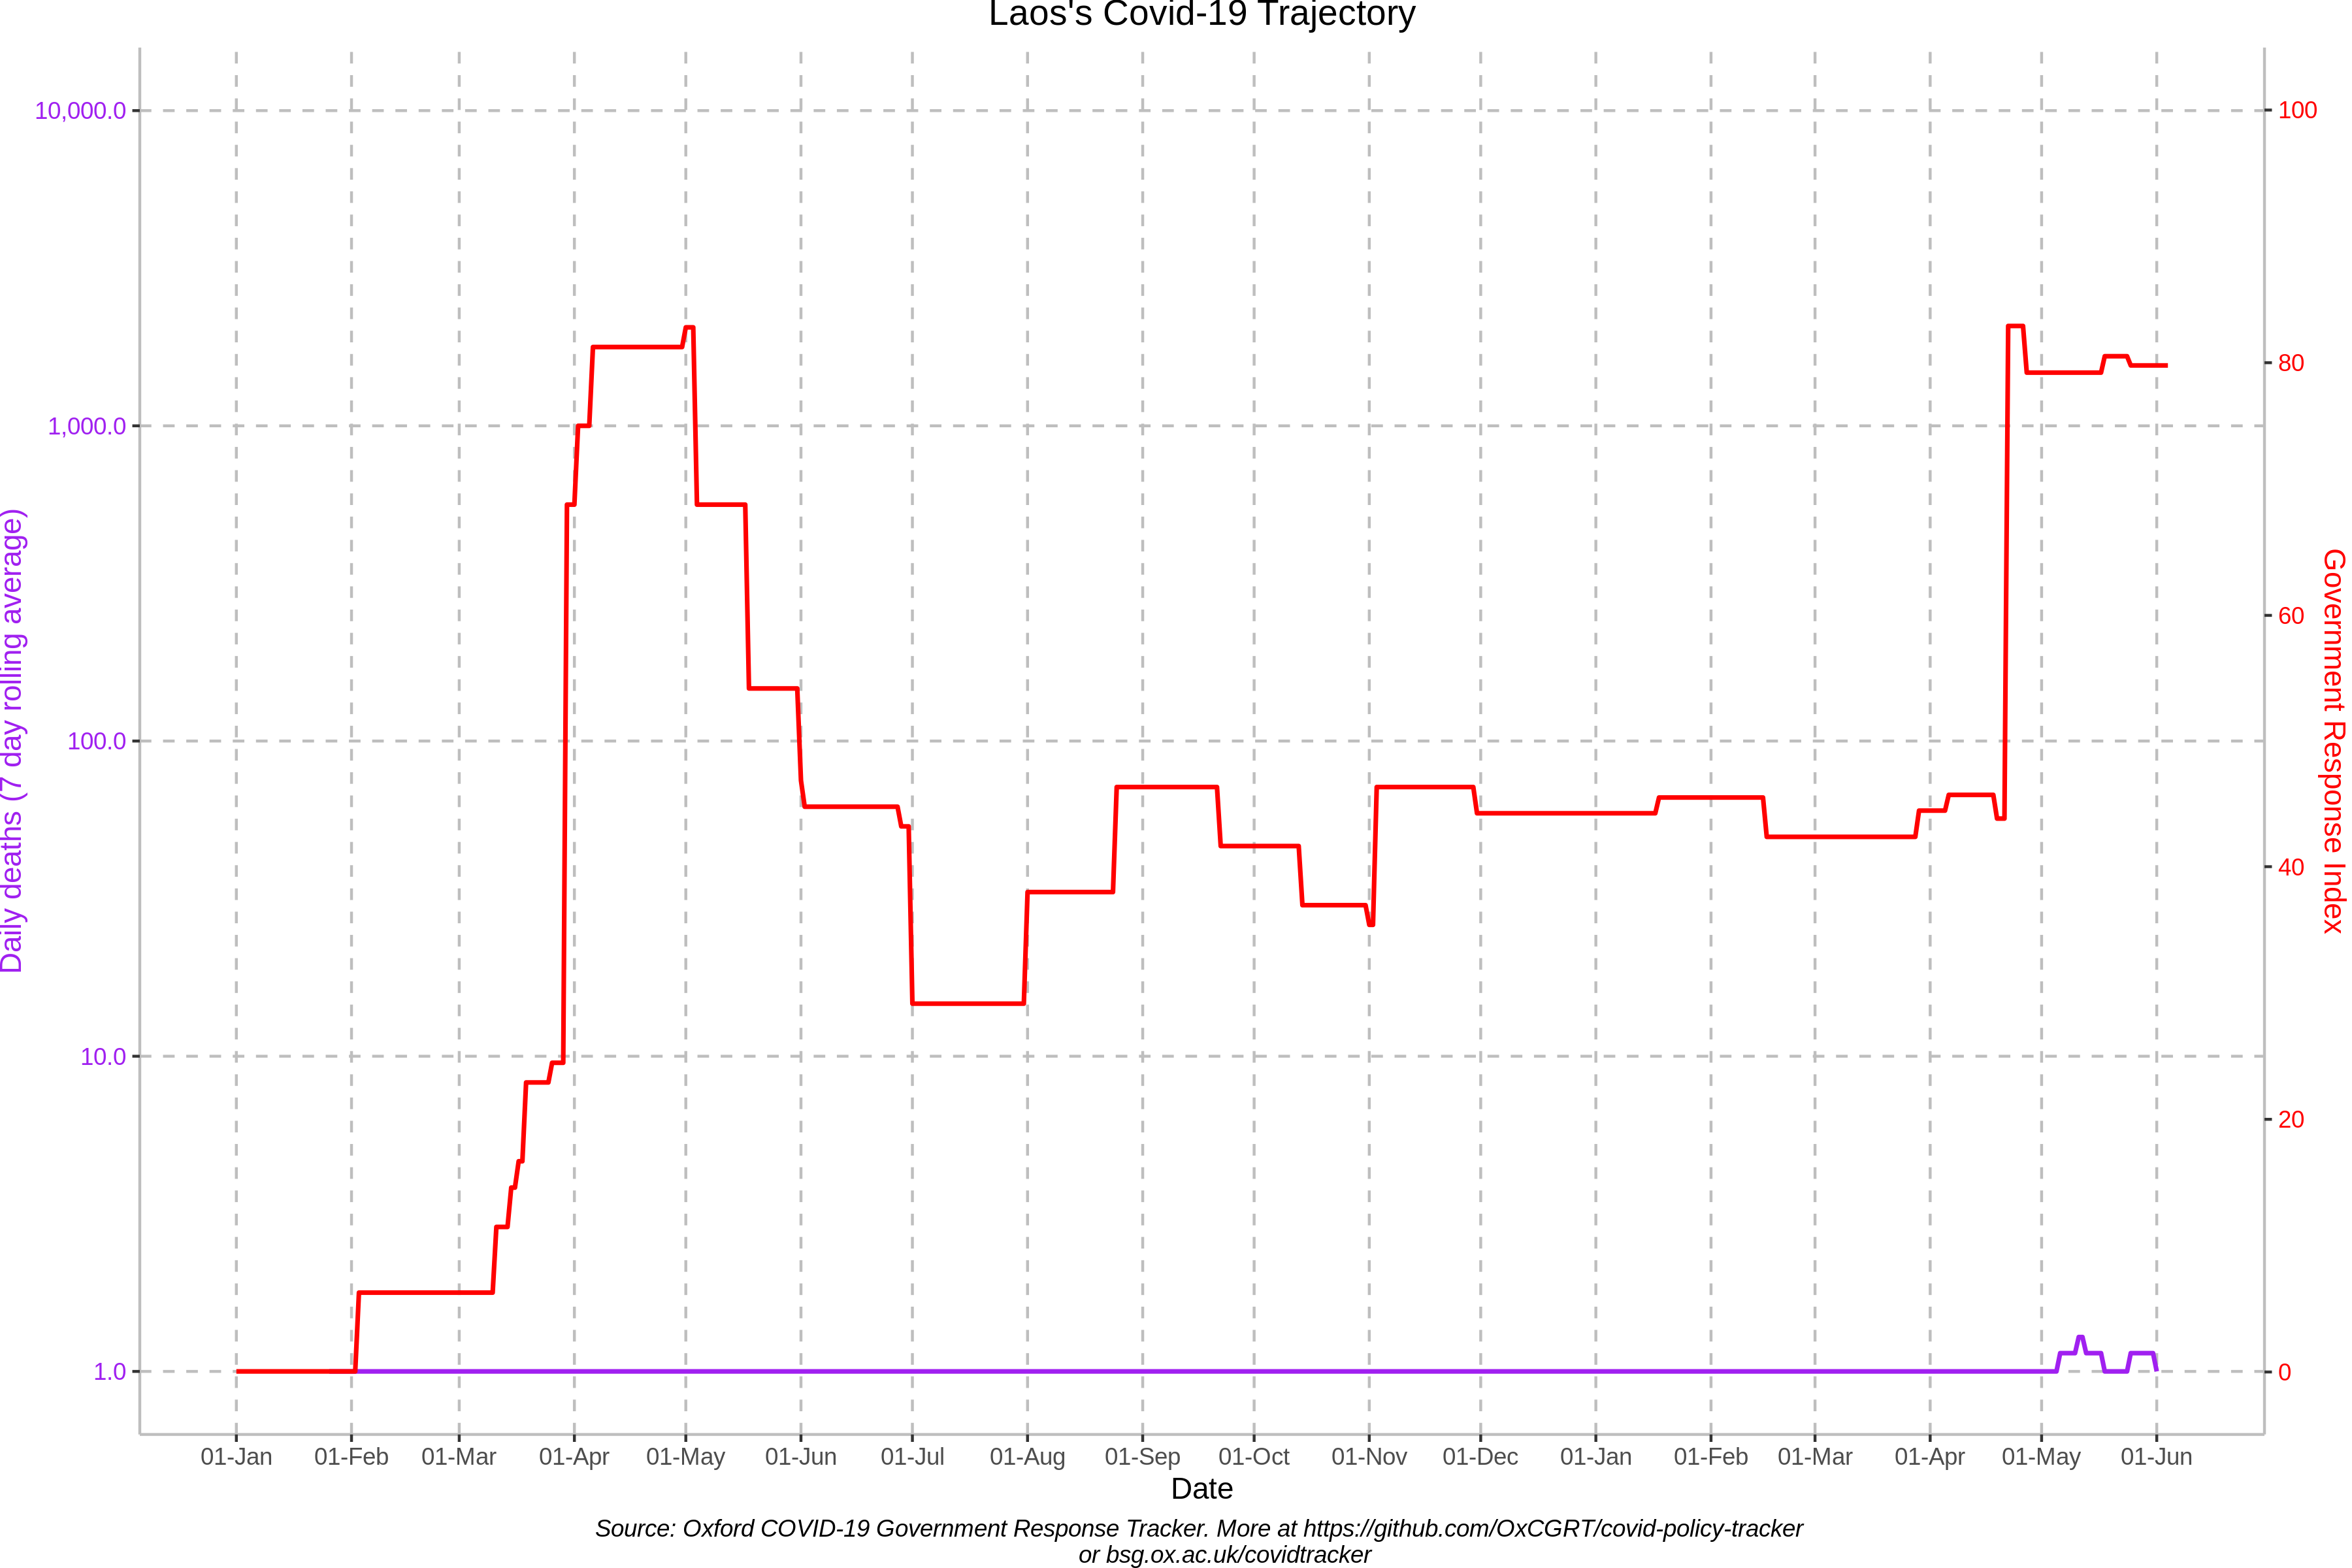 Laos's Covid-19 Trajectory
10,000.0
1,000.0
100.0
10.0
1.0
Daily deaths (7 day rolling average)
100
80
60
40
20
0
Government Response Index
01-Jan 01-Feb 01-Mar 01-Apr 01-May 01-Jun 01-Jul 01-Aug 01-Sep 01-Oct 01-Nov 01-Dec 01-Jan 01-Feb 01-Mar 01-Apr 01-May 01-Jun
Date
Source: Oxford COVID-19 Government Response Tracker. More at https://github.com/OxCGRT/covid-policy-tracker
or bsg.ox.ac.uk/covidtracker